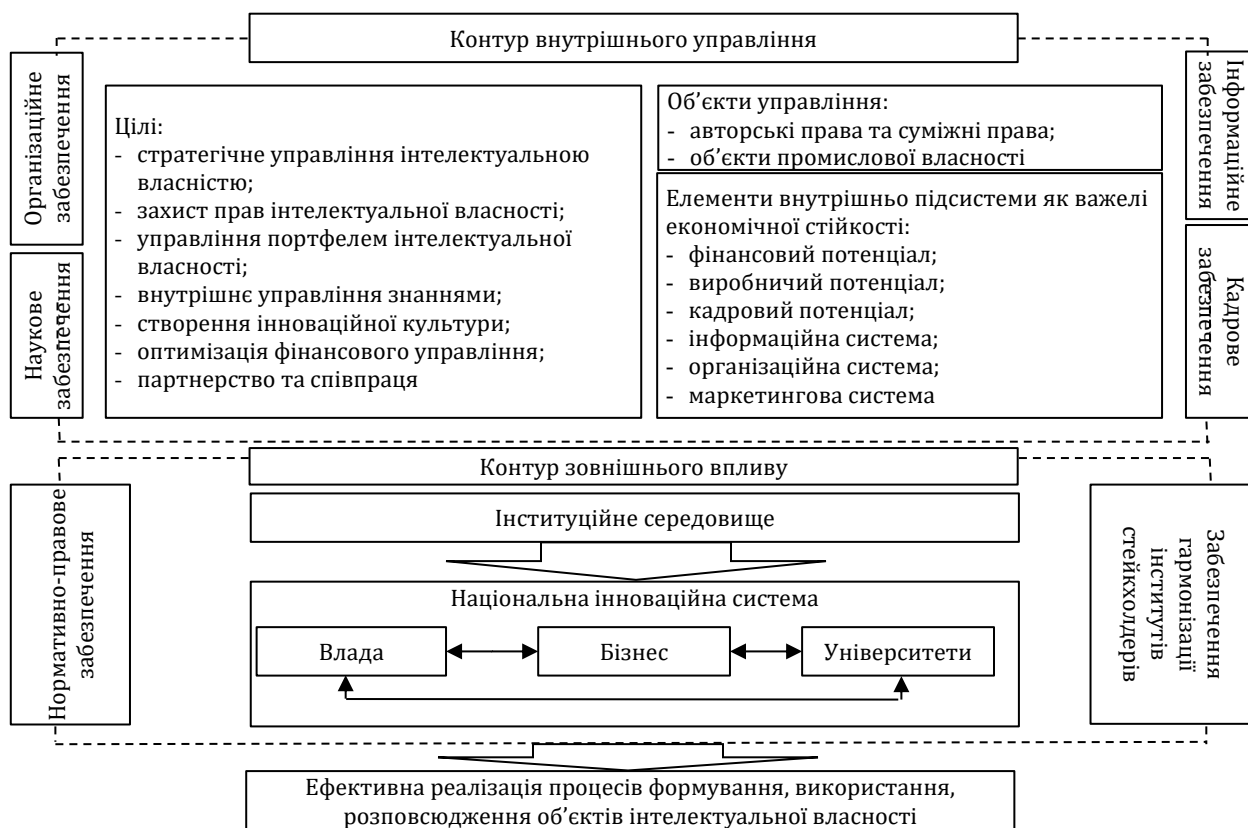 Контур внутрішнього управління
Організаційне
забезпечення
Наукове
забезпечення
Цілі:
- стратегічне управління інтелектуальною
власністю;
- захист прав інтелектуальної власності;
- управління портфелем інтелектуальної
власності;
- внутрішнє управління знаннями;
- створення інноваційної культури;
- оптимізація фінансового управління;
- партнерство та співпраця
Об’єкти управління:
- авторські права та суміжні права;
- об’єкти промислової власності
Елементи внутрішньо підсистеми як важелі
економічної стійкості:
- фінансовий потенціал;
- виробничий потенціал;
- кадровий потенціал;
- інформаційна система;
- організаційна система;
- маркетингова система
Інформаційне
забезпечення
Кадрове
забезпечення
Контур зовнішнього впливу
Нормативно-правове
забезпечення
Інституційне середовище
Національна інноваційна система
Влада
Бізнес
Університети
Забезпечення
гармонізації
інститутів
стейкхолдерів
Ефективна реалізація процесів формування, використання,
розповсюдження об’єктів інтелектуальної власності